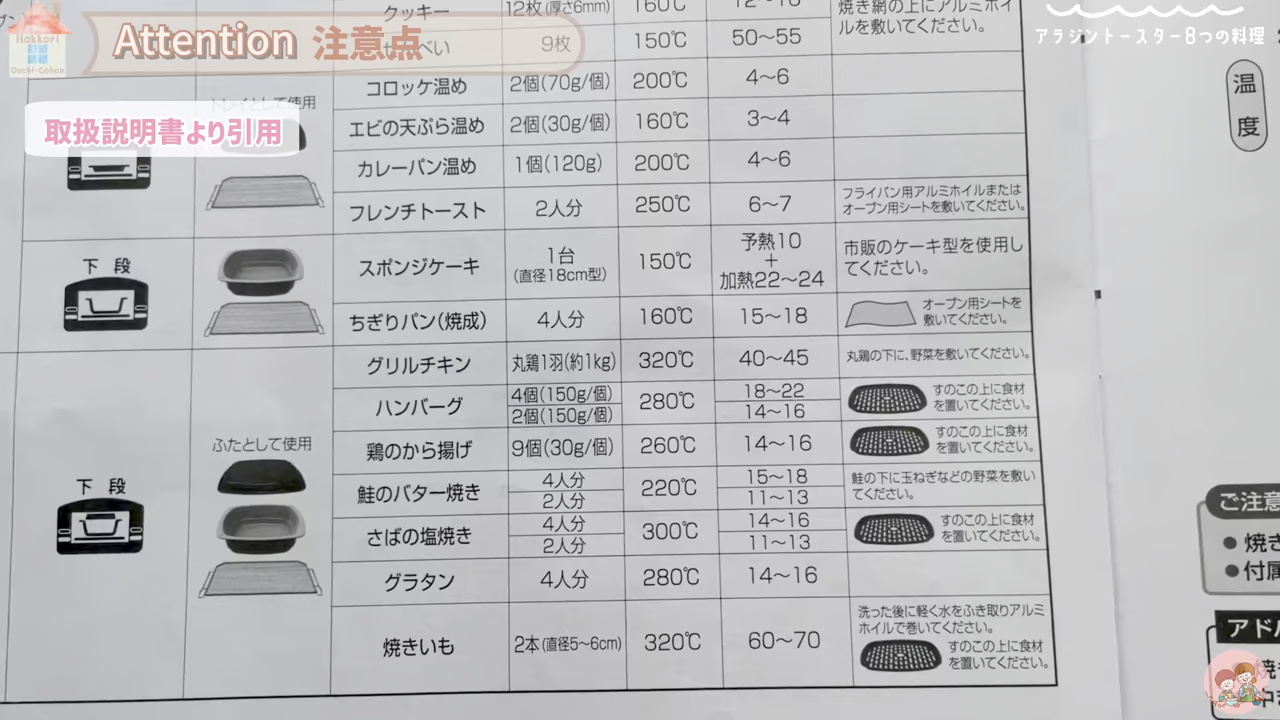 Hokkori
Ouchi-Gohan
Attention 注意点
アラジントースター8つの料理
取扱説明書より引用
クッキー 12枚(厚さ6mm) 160℃
焼き網の上にアルミホイルを敷いてください。
9枚 150℃ 50〜55
コロッケ温め 2個(70g/個) 200℃ 4〜6
トレイとして使用
エビの天ぷら温め 2個(30g/個) 160℃ 3〜4
カレーパン温め 1個(120g) 200℃ 4〜6
フレンチトースト 2人分 250℃ 6〜7
フライパン用アルミホイルまたは
オーブン用シートを敷いてください。
下段
スポンジケーキ 1台
(直径18cm型) 150℃ 予熱10
+
加熱22〜24
市販のケーキ型を使用し
てください。
ちぎりパン(焼成) 4人分 160℃ 15〜18
オーブン用シートを
敷いてください。
下段
ふたとして使用
グリルチキン 丸鶏1羽(約1kg) 320℃ 40〜45 丸鶏の下に、野菜を敷いてください。
ハンバーグ 4個(150g/個) 280℃ 18〜22
2個(150g/個) 14〜16
すのこの上に食材
を置いてください。
鶏のから揚げ 9個(30g/個) 260℃ 14〜16
すのこの上に食材
を置いてください。
鮭のバター焼き 4人分 220℃ 15〜18
2人分 11〜13
鮭の下に玉ねぎなどの野菜を敷い
てください。
さばの塩焼き 4人分 300℃ 14〜16
2人分 11〜13
すのこの上に食材
を置いてください。
グラタン 4人分 280℃ 14〜16
焼きいも 2本(直径5〜6cm) 320℃ 60〜70
洗った後に軽く水をふき取りアルミ
ホイルで巻いてください。
すのこの上に食材
を置いてください。
温度
ご注意
● 焼き
● 付属
アドバ